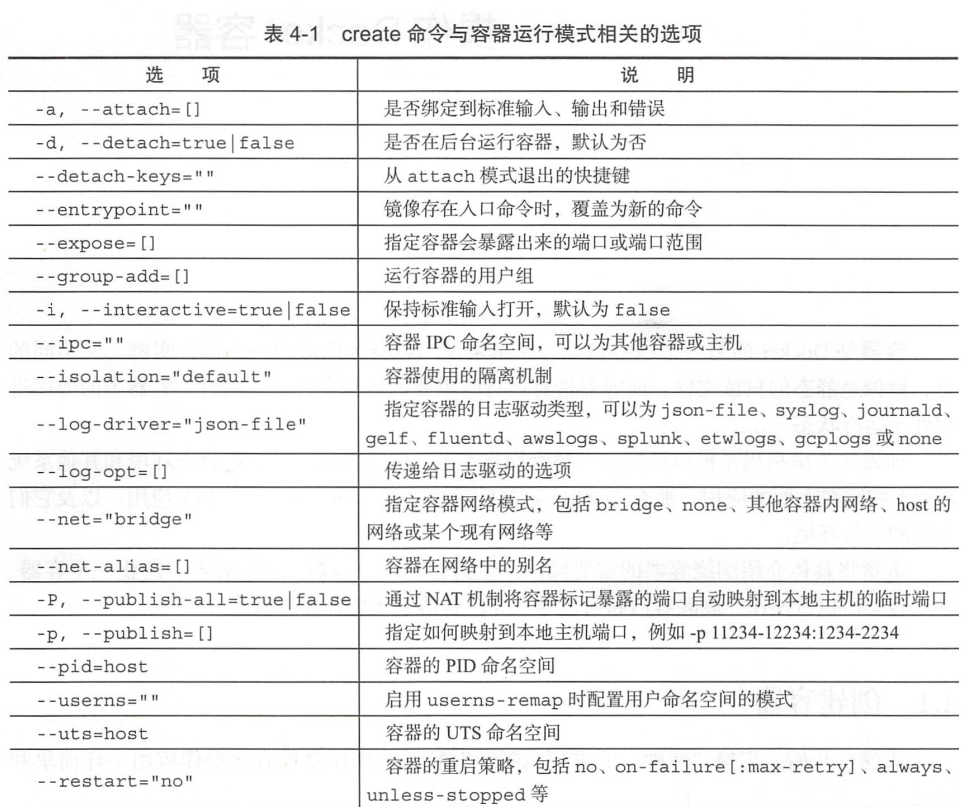 表 4-1 create 命令与容器运行模式相关的选项
选 项 说 明
-a, --attach=[] 是否绑定到标准输入、输出和错误
-d, --detach=true|false 是否在后台运行容器，默认为否
--detach-keys="" 从 attach 模式退出的快捷键
--entrypoint="" 镜像存在入口命令时，覆盖为新的命令
--expose=[] 指定容器会暴露出来的端口或端口范围
--group-add=[] 运行容器的用户组
-i, --interactive=true|false 保持标准输入打开，默认为 false
--ipc="" 容器 IPC 命名空间，可以为其他容器或主机
--isolation="default" 容器使用的隔离机制
--log-driver="json-file" 指定容器的日志驱动类型，可以为 json-file、syslog、journald、
gelf、fluentd、awslogs、splunk、etwlogs、gcplogs 或 none
--log-opt=[] 传递给日志驱动的选项
--net="bridge" 指定容器网络模式，包括 bridge、none、其他容器内网络、host 的
网络或某个现有网络等
--net-alias=[] 容器在网络中的别名
-P, --publish-all=true|false 通过 NAT 机制将容器标记暴露的端口自动映射到本地主机的临时端口
-p, --publish=[] 指定如何映射到本地主机端口，例如 -p 11234-12234:1234-2234
--pid=host 容器的 PID 命名空间
--userns="" 启用 userns-remap 时配置用户命名空间的模式
--uts=host 容器的 UTS 命名空间
--restart="no" 容器的重启策略，包括 no、on-failure[:max-retry]、always、
unless-stopped 等